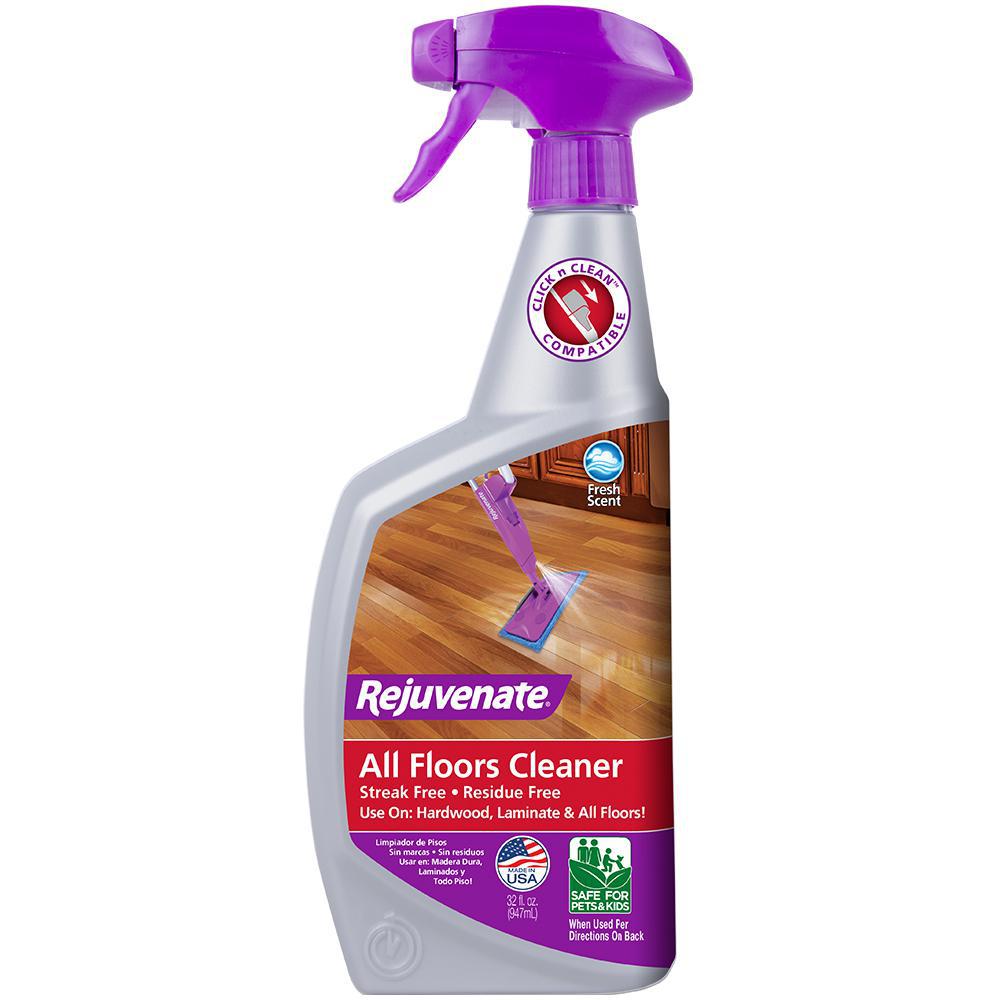 CLICK n CLEAN™
COMPATIBLE
Fresh
Scent
Rejuvenate
Rejuvenate®
All Floors Cleaner
Streak Free • Residue Free
Use On: Hardwood, Laminate & All Floors!
Limpiador de Pisos
Sin marcas • Sin residuos
Usar en: Madera Dura,
Laminados y
Todo Piso!
MADE IN
USA
32 fl. oz.
(947mL)
SAFE FOR
PETS & KIDS
When Used Per
Directions On Back